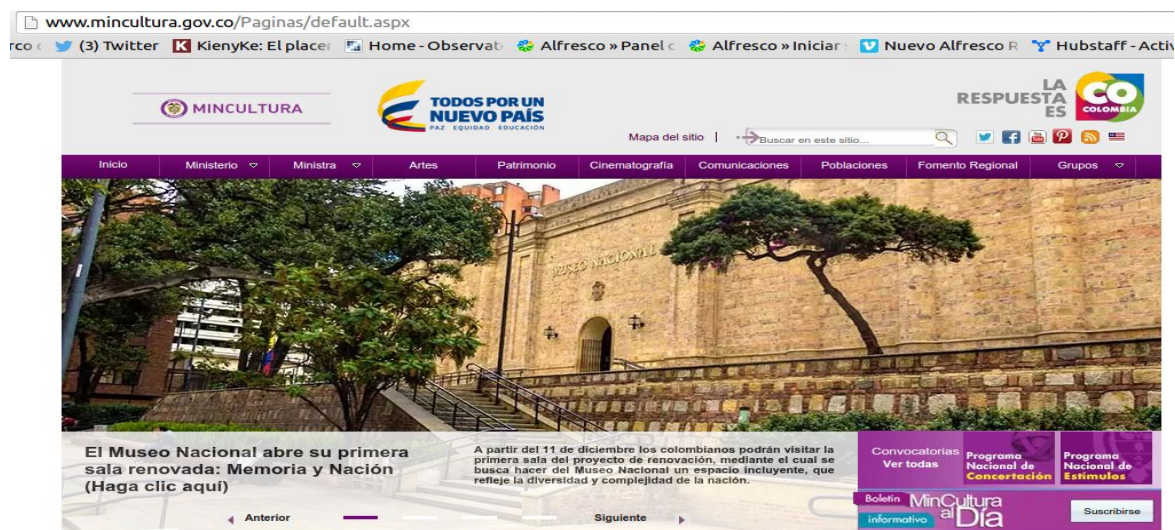 www.mincultura.gov.co/Paginas/default.aspx
rco (3) Twitter KienyKe: El placer Home - Observat Alfresco » Panel c Alfresco » Iniciar Nuevo Alfresco R Hubstaff - Activ
MINCULTURA
TODOS POR UN
NUEVO PAÍS
PAZ EQUIDAD EDUCACIÓN
LA
RESPUESTA
ES
CO
COLOMBIA
Mapa del sitio | Buscar en este sitio...
Inicio Ministerio Ministra Artes Patrimonio Cinematografía Comunicaciones Poblaciones Fomento Regional Grupos
MUSEO NACIONAL
El Museo Nacional abre su primera
sala renovada: Memoria y Nación
(Haga clic aquí)
A partir del 11 de diciembre los colombianos podrán visitar la
primera sala del proyecto de renovación, mediante el cual se
busca hacer del Museo Nacional un espacio incluyente, que
refleje la diversidad y complejidad de la nación.
Anterior Siguiente
Convocatorias
Ver todas
Programa
Nacional de
Concertación
Programa
Nacional de
Estímulos
Boletín
informativo
MinCultura
al Día
Suscribirse